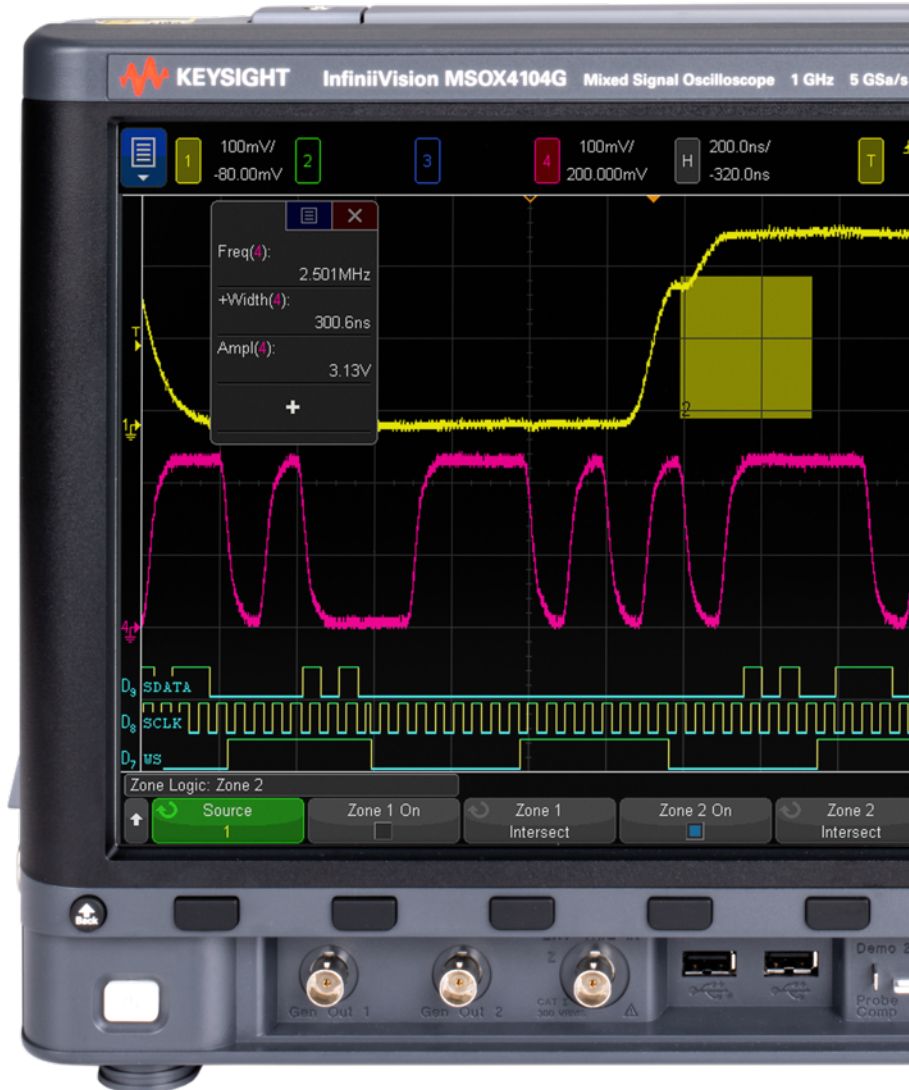 KEYSIGHT InfiniiVision MSOX4104G Mixed Signal Oscilloscope 1 GHz 5 GSa/s
1 100mV/ 2 3 4 100mV/ H 200.0ns/ T
-80.00mV 200.000mV -320.0ns
Freq(4):
2.501MHz
+Width(4):
300.6ns
Ampl(4):
3.13V
+
T
2
1
4
D9 SDATA
D8 SCLK
D7 WS
Zone Logic: Zone 2
Source Zone 1 On Zone 1 Zone 2 On Zone 2
1 Intersect Intersect
Back
Demo 2
Gen Out 1 Gen Out 2 CAT I Probe
Comp